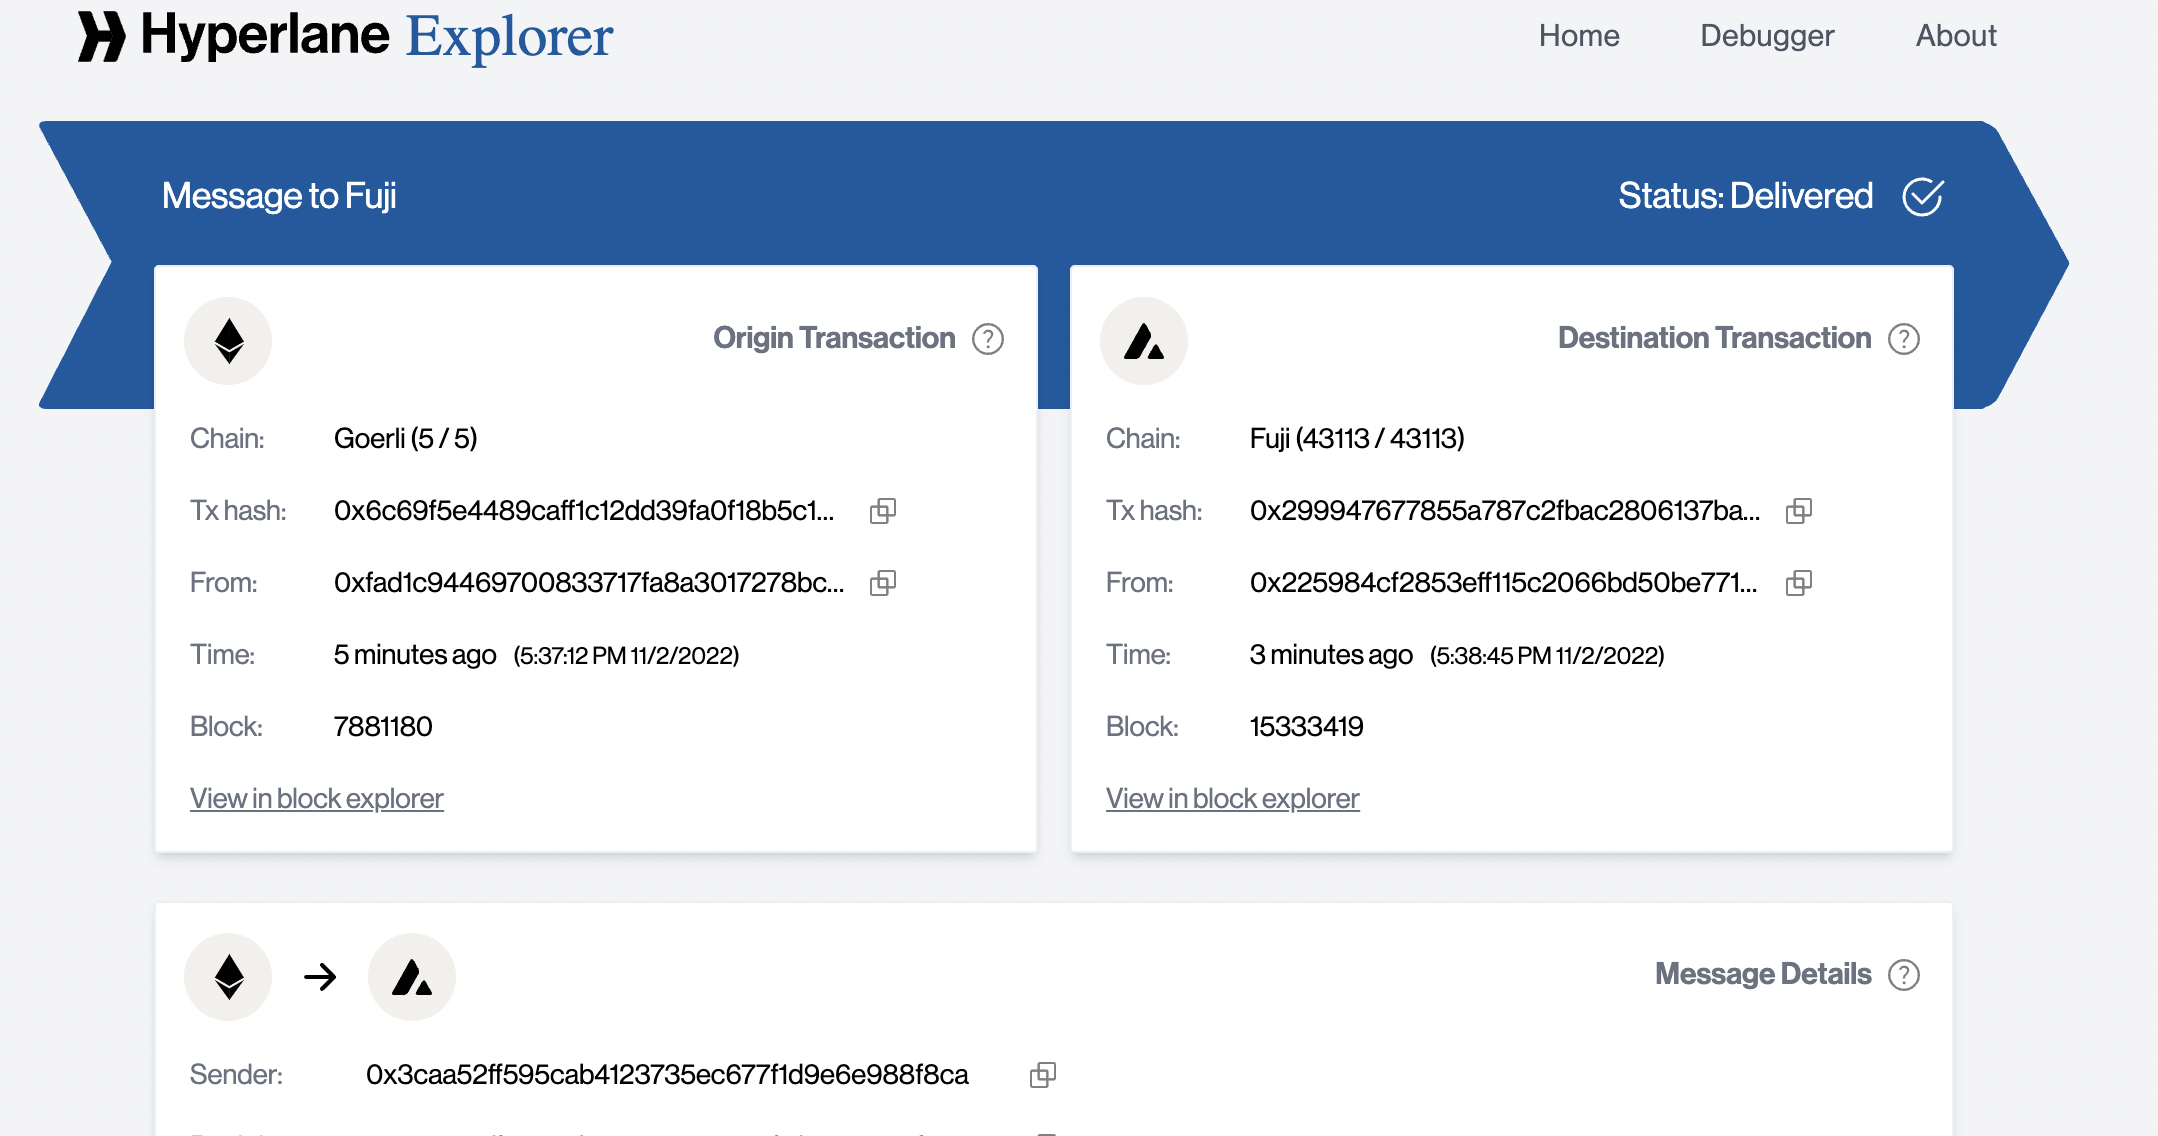 Hyperlane Explorer
Home
Debugger
About
Message to Fuji
Status: Delivered
Origin Transaction ?
Chain: Goerli (5 / 5)
Tx hash: 0x6c69f5e4489caff1c12dd39fa0f18b5c1...
From: 0xfad1c94469700833717fa8a3017278bc...
Time: 5 minutes ago (5:37:12 PM 11/2/2022)
Block: 7881180
View in block explorer
Destination Transaction ?
Chain: Fuji (43113 / 43113)
Tx hash: 0x299947677855a787c2fbac2806137ba...
From: 0x225984cf2853eff115c2066bd50be771...
Time: 3 minutes ago (5:38:45 PM 11/2/2022)
Block: 15333419
View in block explorer
Message Details ?
Sender: 0x3caa52ff595cab4123735ec677f1d9e6e988f8ca